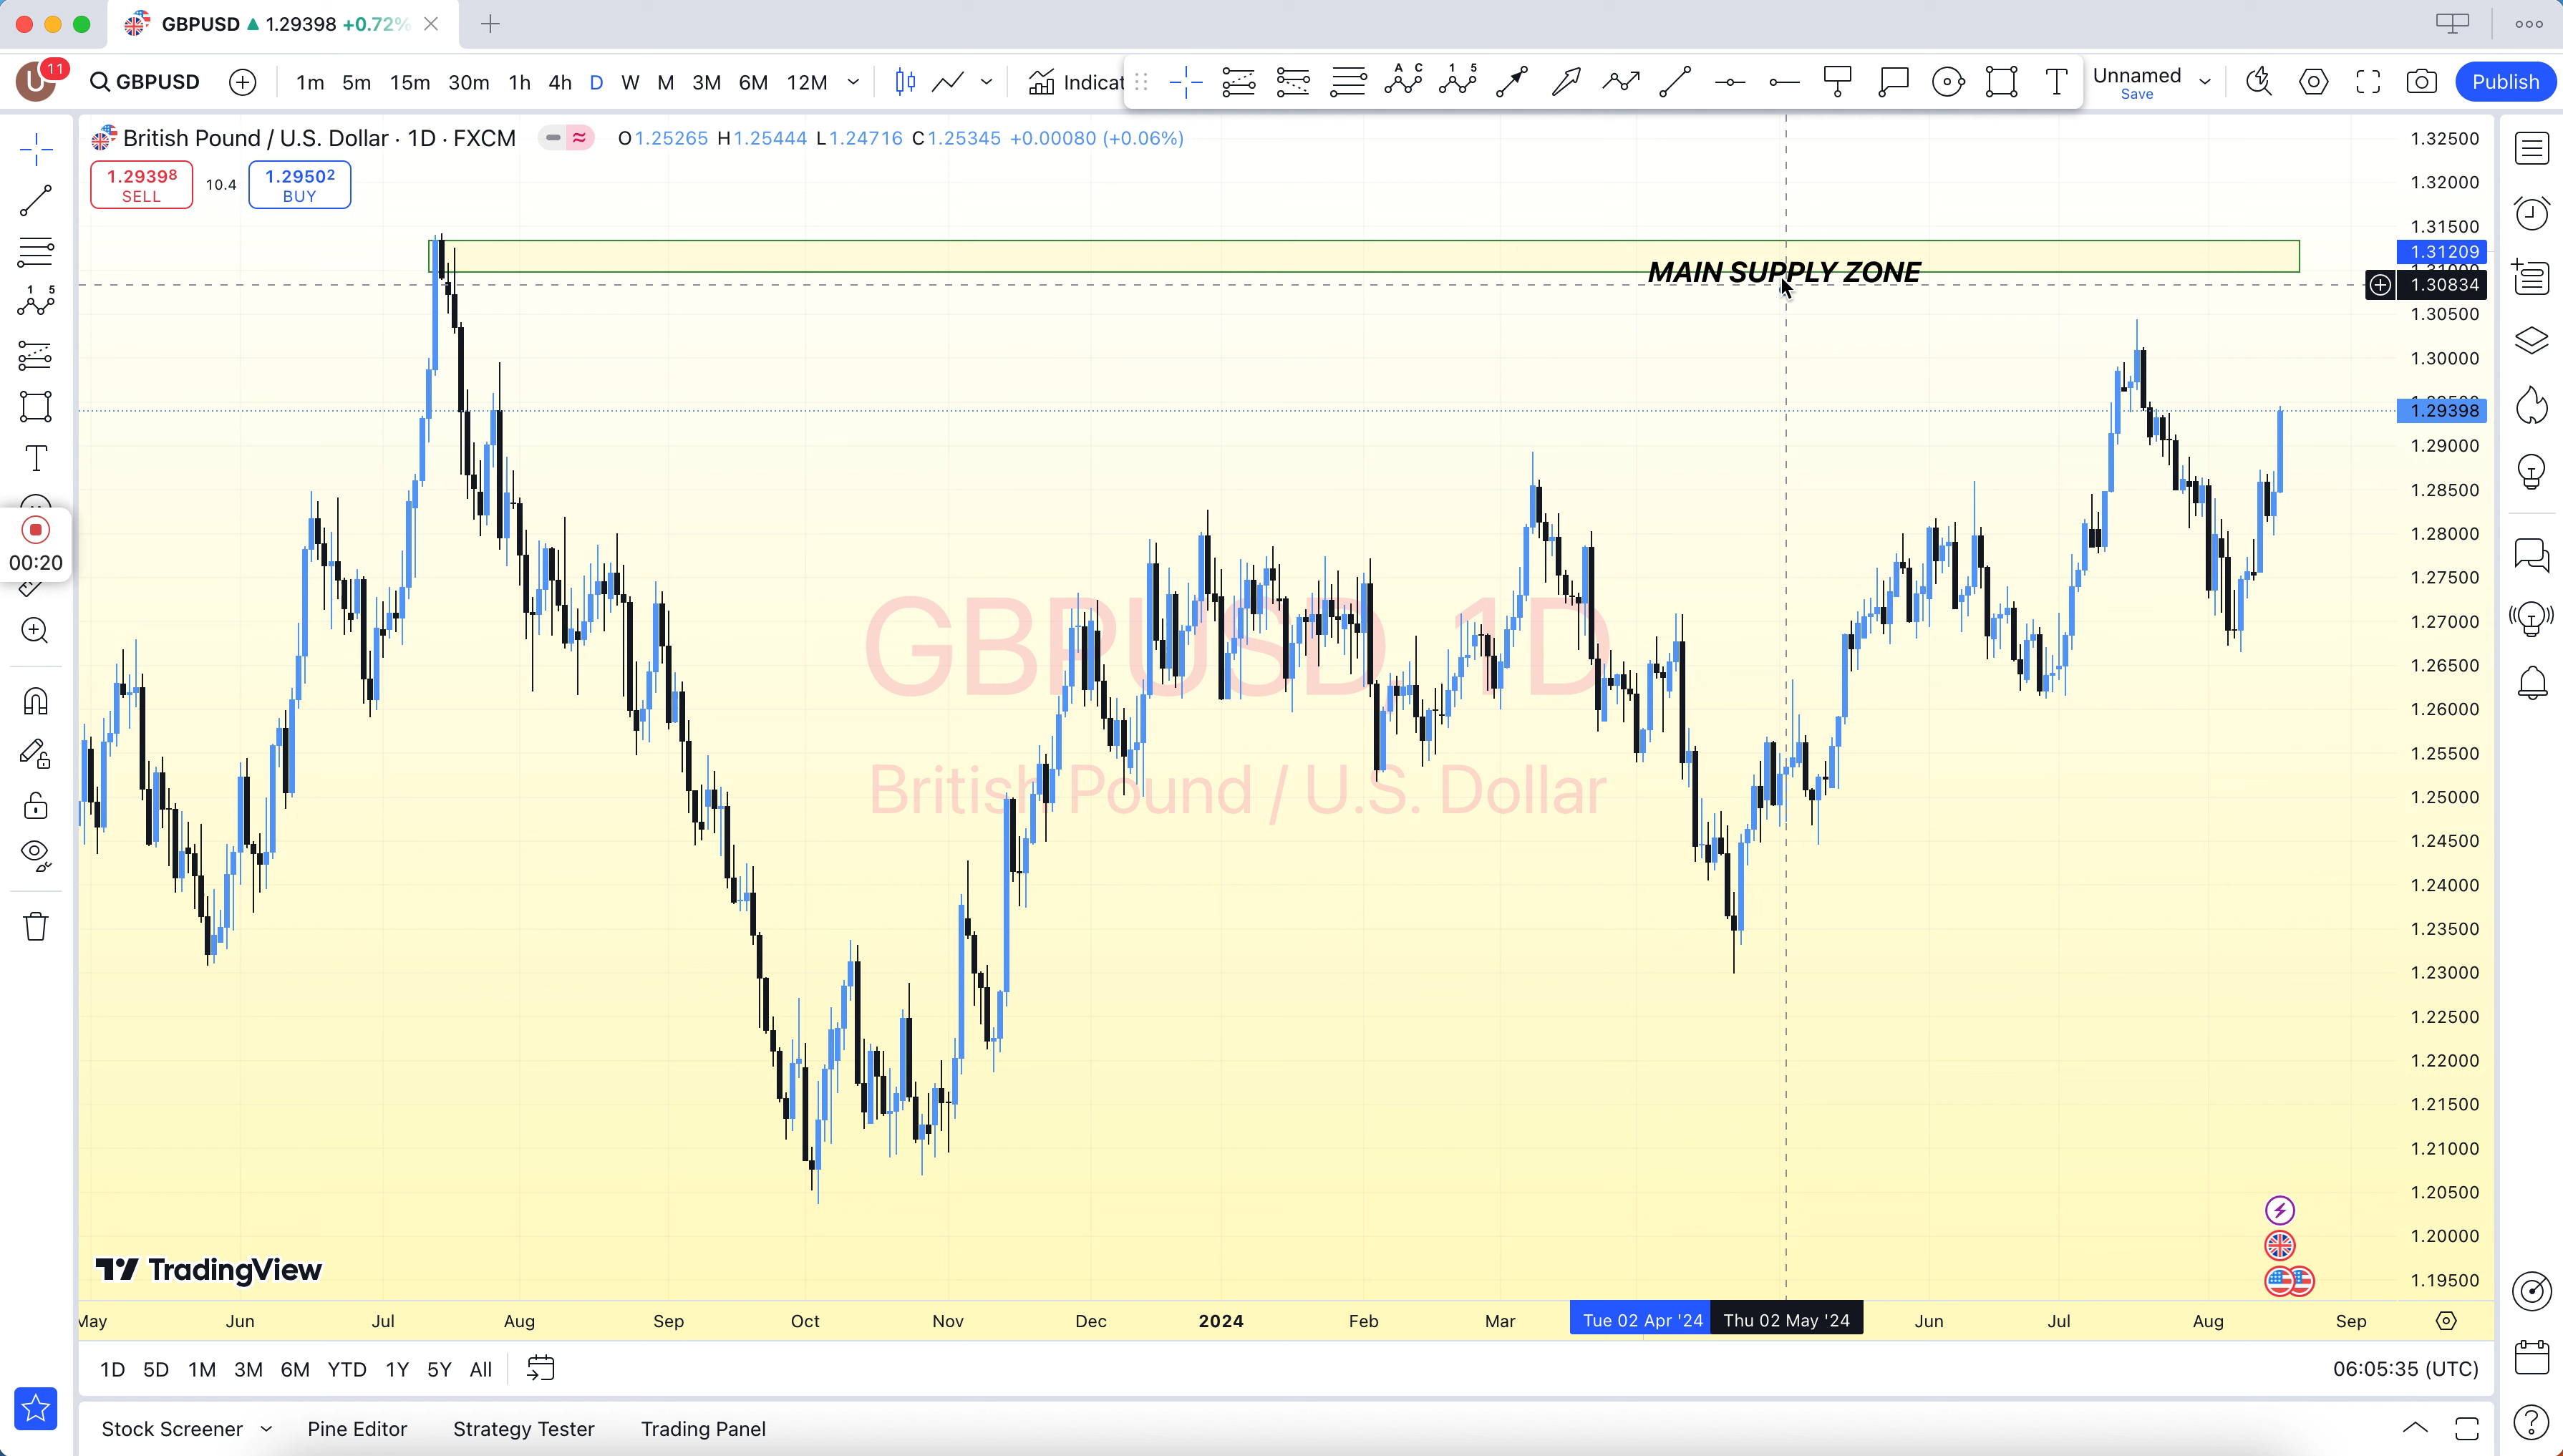 GBPUSD ▲ 1.29398 +0.72%
U 11 GBPUSD 1m 5m 15m 30m 1h 4h D W M 3M 6M 12M Indicat A C 1 5 T Unnamed Save Publish
British Pound / U.S. Dollar · 1D · FXCM O1.25265 H1.25444 L1.24716 C1.25345 +0.00080 (+0.06%)
1.29398 SELL 10.4 1.29502 BUY
1.32500
1.32000
1.31500
1.31209
MAIN SUPPLY ZONE
1.30834
1.30500
1.30000
1.29398
1.29000
1.28500
1.28000
1.27500
1.27000
1.26500
1.26000
1.25500
1.25000
1.24500
1.24000
1.23500
1.23000
1.22500
1.22000
1.21500
1.21000
1.20500
1.20000
1.19500
1 5
T
00:20
GBPUSD, 1D
British Pound / U.S. Dollar
TradingView
May Jun Jul Aug Sep Oct Nov Dec 2024 Feb Mar Tue 02 Apr '24 Thu 02 May '24 Jun Jul Aug Sep
1D 5D 1M 3M 6M YTD 1Y 5Y All 06:05:35 (UTC)
Stock Screener Pine Editor Strategy Tester Trading Panel